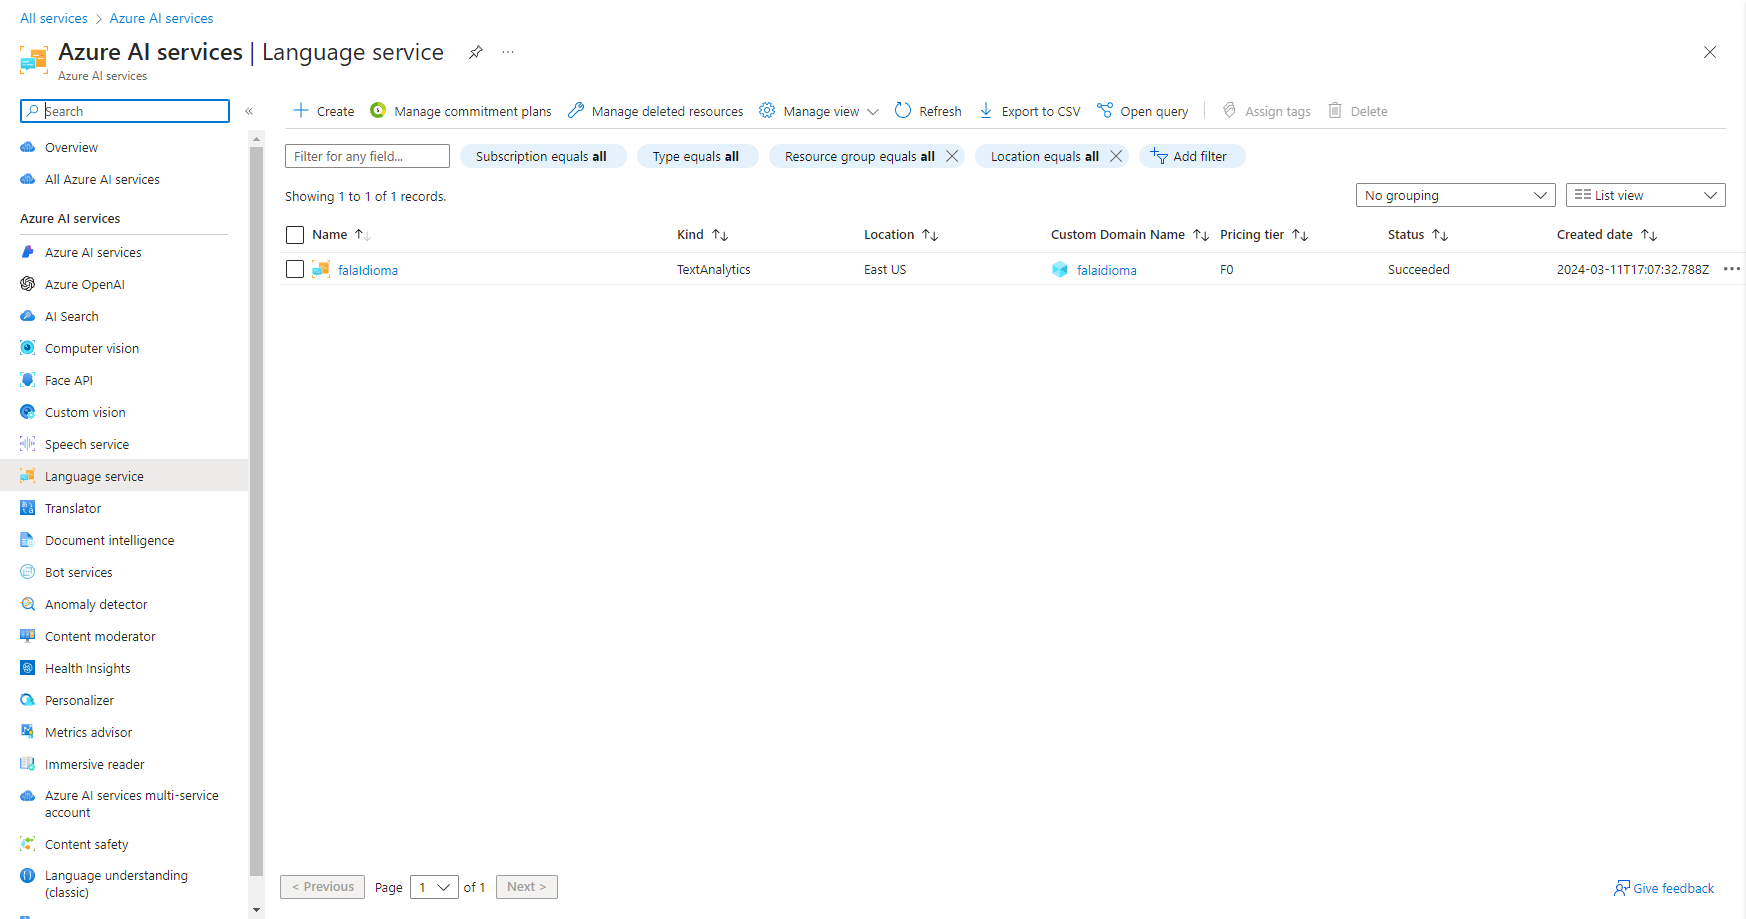 All services > Azure AI services
Azure AI services | Language service
Azure AI services
Search
Create
Manage commitment plans
Manage deleted resources
Manage view
Refresh
Export to CSV
Open query
Assign tags
Delete
Overview
All Azure AI services
Azure AI services
Azure AI services
Azure OpenAI
AI Search
Computer vision
Face API
Custom vision
Speech service
Language service
Translator
Document intelligence
Bot services
Anomaly detector
Content moderator
Health Insights
Personalizer
Metrics advisor
Immersive reader
Azure AI services multi-service
account
Content safety
Language understanding
(classic)
Filter for any field...
Subscription equals all
Type equals all
Resource group equals all
Location equals all
Add filter
Showing 1 to 1 of 1 records.
No grouping
List view
Name Kind Location Custom Domain Name Pricing tier Status Created date
falaIdioma TextAnalytics East US falaidioma F0 Succeeded 2024-03-11T17:07:32.788Z
< Previous Page 1 of 1 Next >
Give feedback